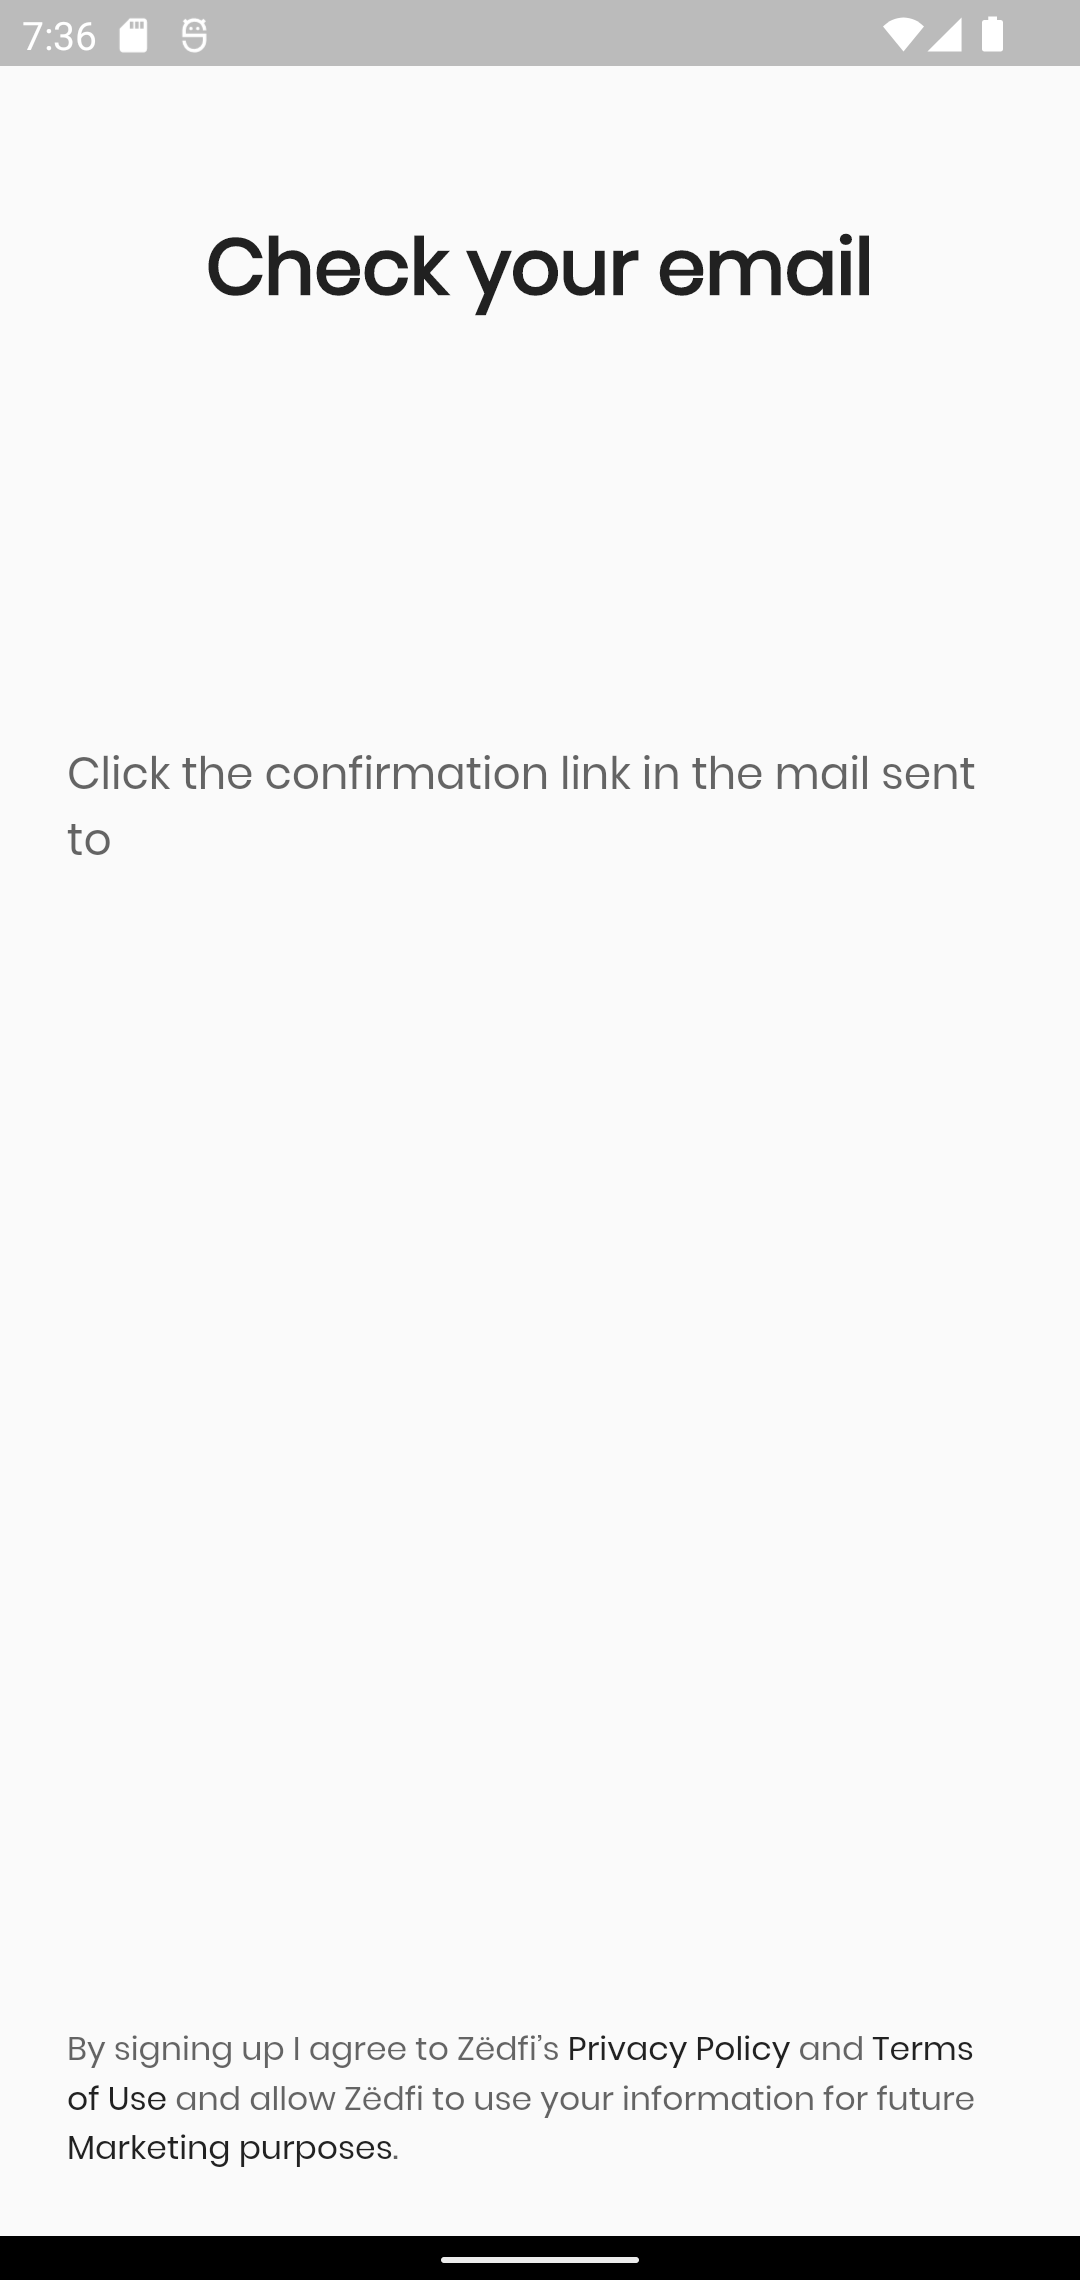 7:36
Check your email
Click the confirmation link in the mail sent
to
By signing up I agree to Zëdfi’s Privacy Policy and Terms
of Use and allow Zëdfi to use your information for future
Marketing purposes.